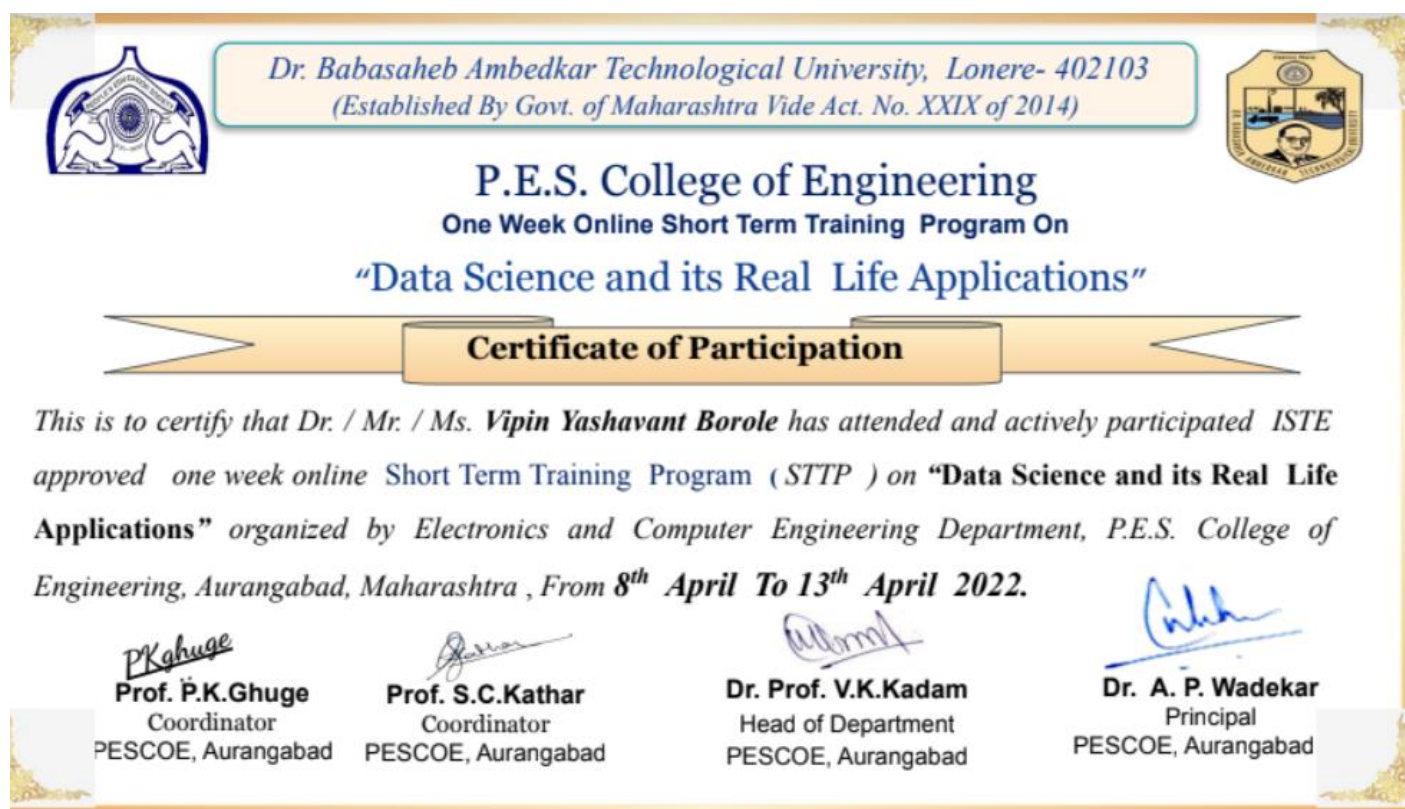 Dr. Babasaheb Ambedkar Technological University, Lonere- 402103
(Established By Govt. of Maharashtra Vide Act. No. XXIX of 2014)
P.E.S. College of Engineering
One Week Online Short Term Training Program On
“Data Science and its Real Life Applications”
Certificate of Participation
This is to certify that Dr. / Mr. / Ms. Vipin Yashavant Borole has attended and actively participated ISTE
approved one week online Short Term Training Program ( STTP ) on “Data Science and its Real Life
Applications” organized by Electronics and Computer Engineering Department, P.E.S. College of
Engineering, Aurangabad, Maharashtra , From 8th April To 13th April 2022.
PKghuge
Prof. P.K.Ghuge
Coordinator
PESCOE, Aurangabad
Prof. S.C.Kathar
Coordinator
PESCOE, Aurangabad
Dr. Prof. V.K.Kadam
Head of Department
PESCOE, Aurangabad
Dr. A. P. Wadekar
Principal
PESCOE, Aurangabad